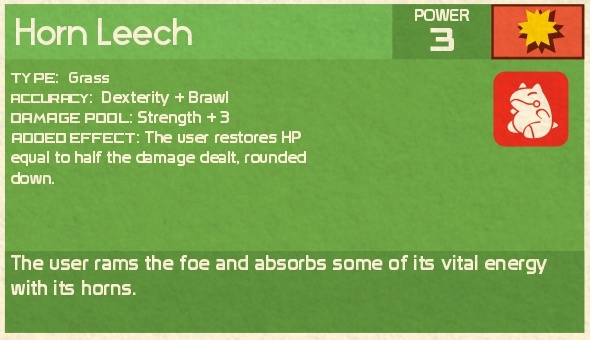 Horn Leech
POWER
3
TYPE: Grass
ACCURACY: Dexterity + Brawl
DAMAGE POOL: Strength + 3
ADDED EFFECT: The user restores HP
equal to half the damage dealt, rounded
down.
The user rams the foe and absorbs some of its vital energy
with its horns.